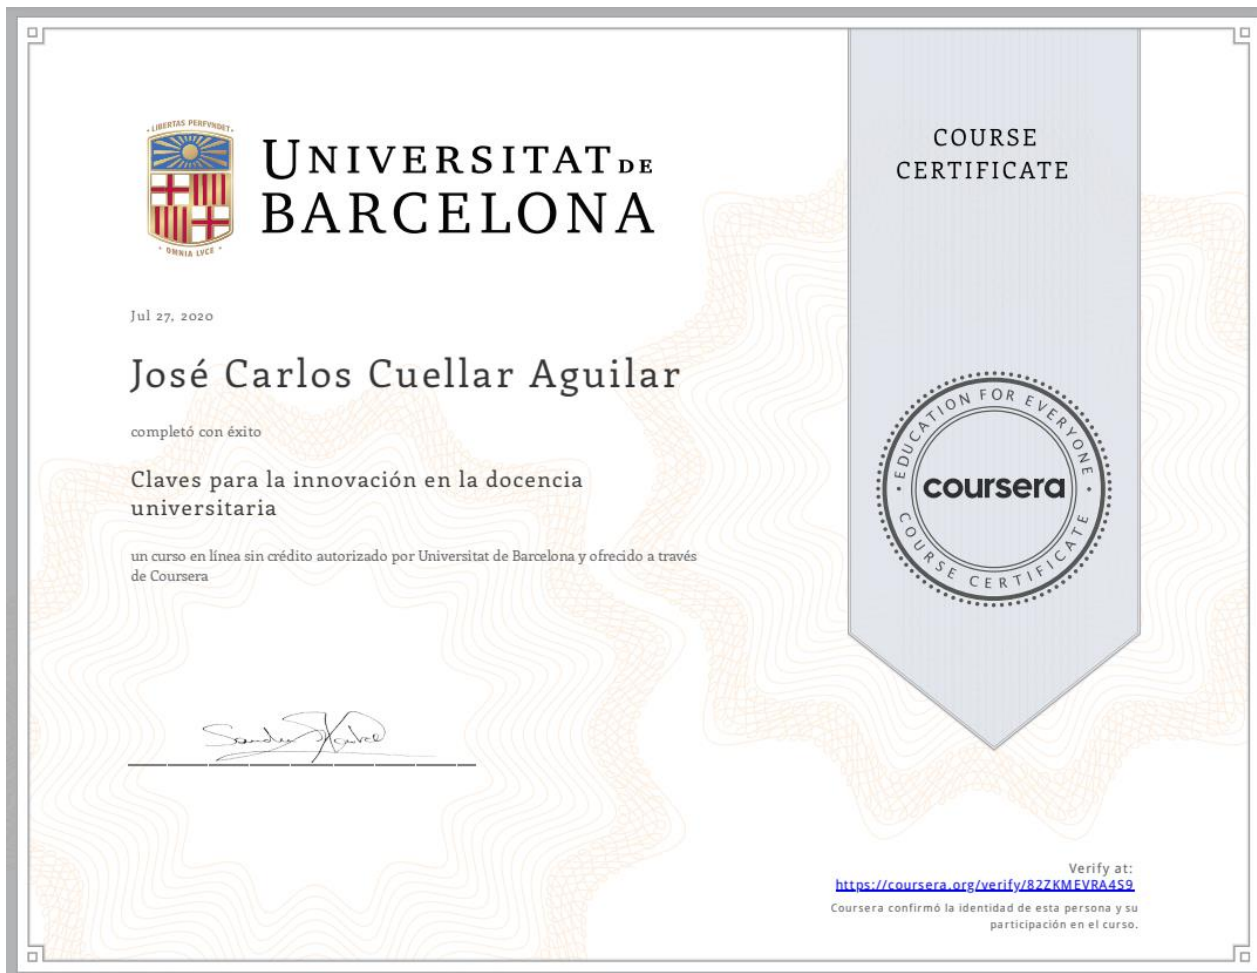 · LIBERTAS PERFVNDET ·
· OMNIA LVCE ·
UNIVERSITAT DE
BARCELONA
COURSE
CERTIFICATE
Jul 27, 2020
José Carlos Cuellar Aguilar
completó con éxito
Claves para la innovación en la docencia
universitaria
un curso en línea sin crédito autorizado por Universitat de Barcelona y ofrecido a través
de Coursera
· EDUCATION FOR EVERYONE ·
coursera
COURSE CERTIFICATE
Verify at:
https://coursera.org/verify/82ZKMEVRA4S9
Coursera confirmó la identidad de esta persona y su
participación en el curso.